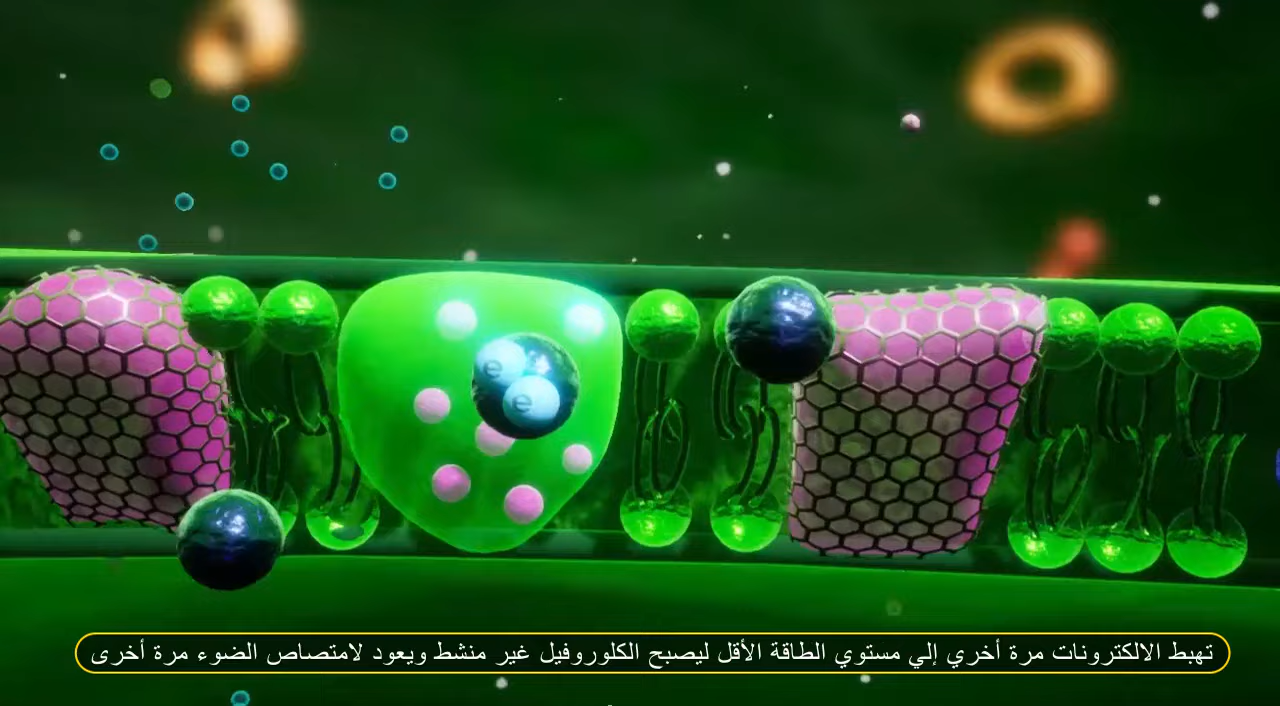 e
e
تهبط الالكترونات مرة أخري إلي مستوي الطاقة الأقل ليصبح الكلوروفيل غير منشط ويعود لامتصاص الضوء مرة أخرى